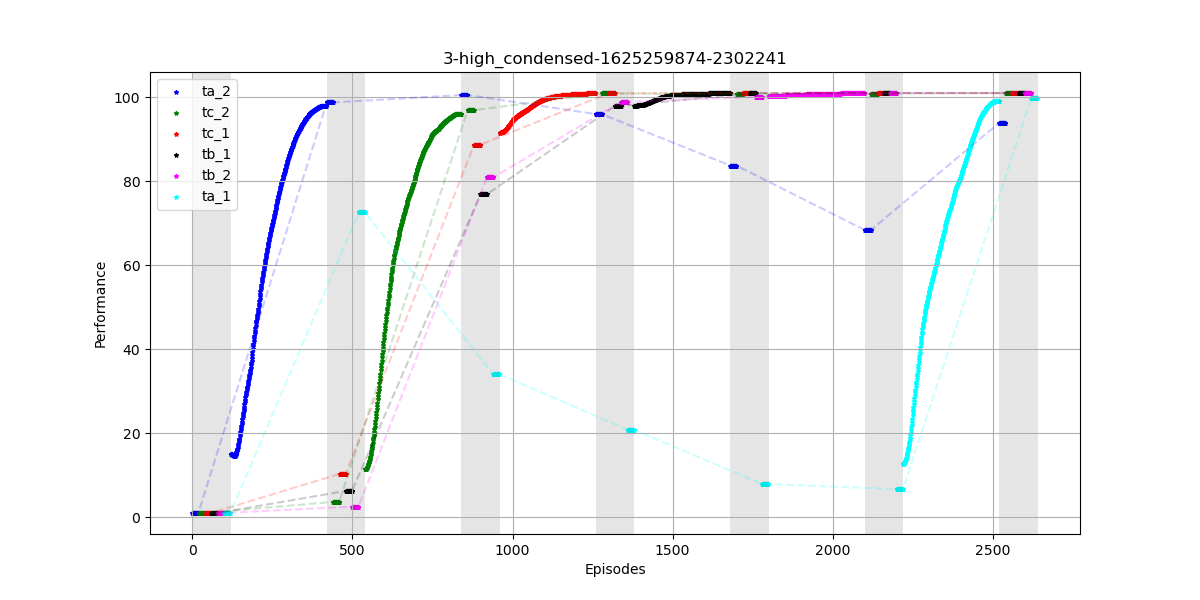 3-high_condensed-1625259874-2302241
ta_2
tc_2
tc_1
tb_1
tb_2
ta_1
100
80
60
40
20
0
Performance
0 500 1000 1500 2000 2500
Episodes